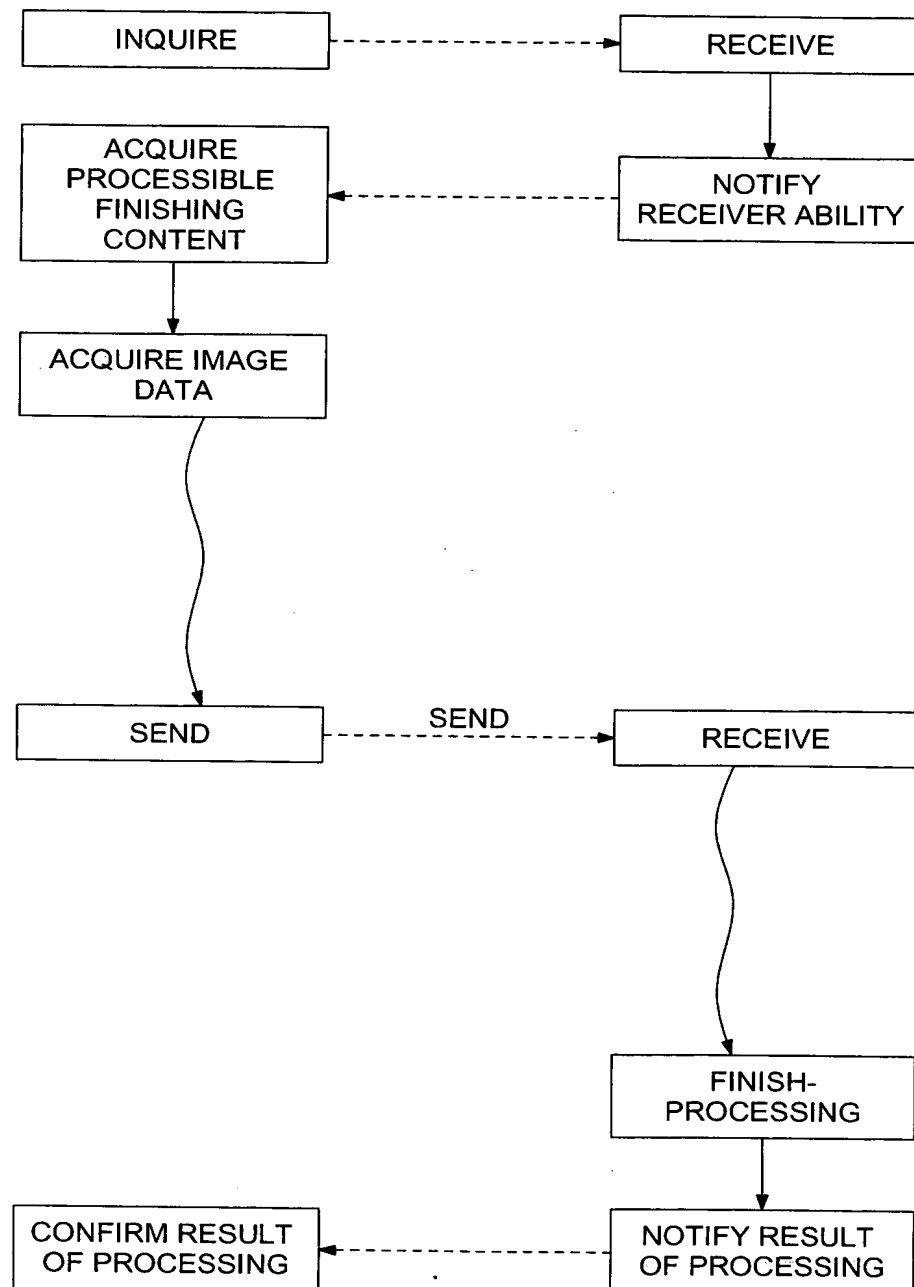 INQUIRE
RECEIVE
ACQUIRE
PROCESSIBLE
FINISHING
CONTENT
NOTIFY
RECEIVER ABILITY
ACQUIRE IMAGE
DATA
SEND
SEND
RECEIVE
FINISH-
PROCESSING
CONFIRM RESULT
OF PROCESSING
NOTIFY RESULT
OF PROCESSING